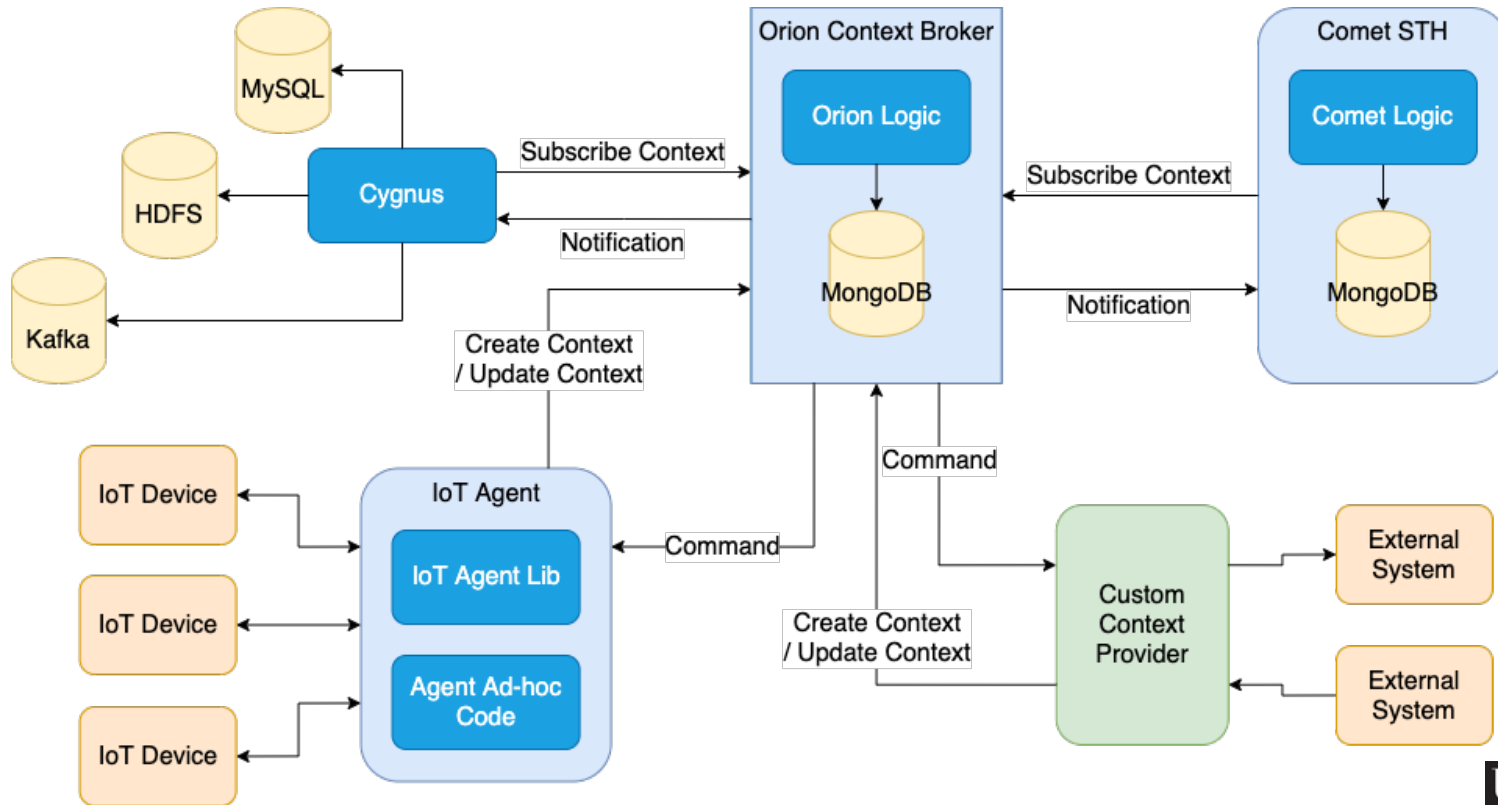 Orion Context Broker
Comet STH
MySQL
Orion Logic
Comet Logic
Subscribe Context
Subscribe Context
Cygnus
HDFS
Notification
MongoDB
MongoDB
Notification
Kafka
Create Context
/ Update Context
Command
IoT Device
IoT Agent
Command
IoT Agent Lib
External
System
IoT Device
Custom
Context
Provider
Create Context
/ Update Context
Agent Ad-hoc
Code
External
System
IoT Device